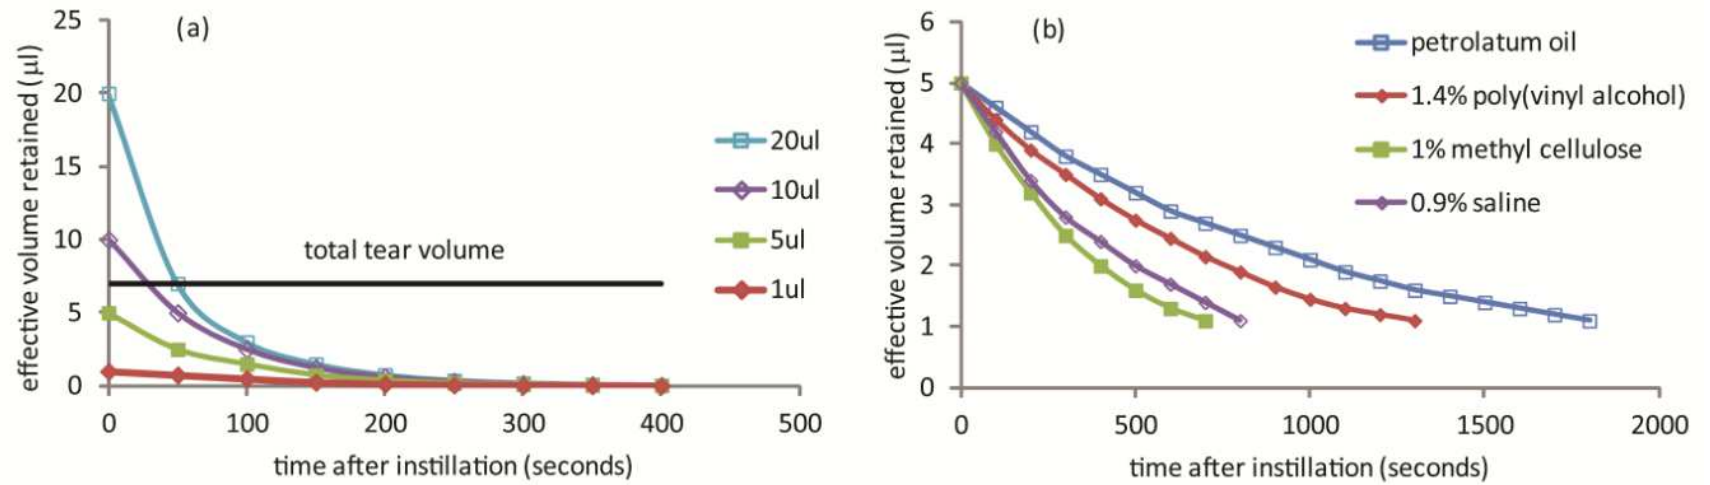 (a)
effective volume retained (µl)
25
20
15
10
5
0
total tear volume
20ul
10ul
5ul
1ul
0 100 200 300 400 500
time after instillation (seconds)
(b)
effective volume retained (µl)
6
5
4
3
2
1
0
petrolatum oil
1.4% poly(vinyl alcohol)
1% methyl cellulose
0.9% saline
0 500 1000 1500 2000
time after instillation (seconds)